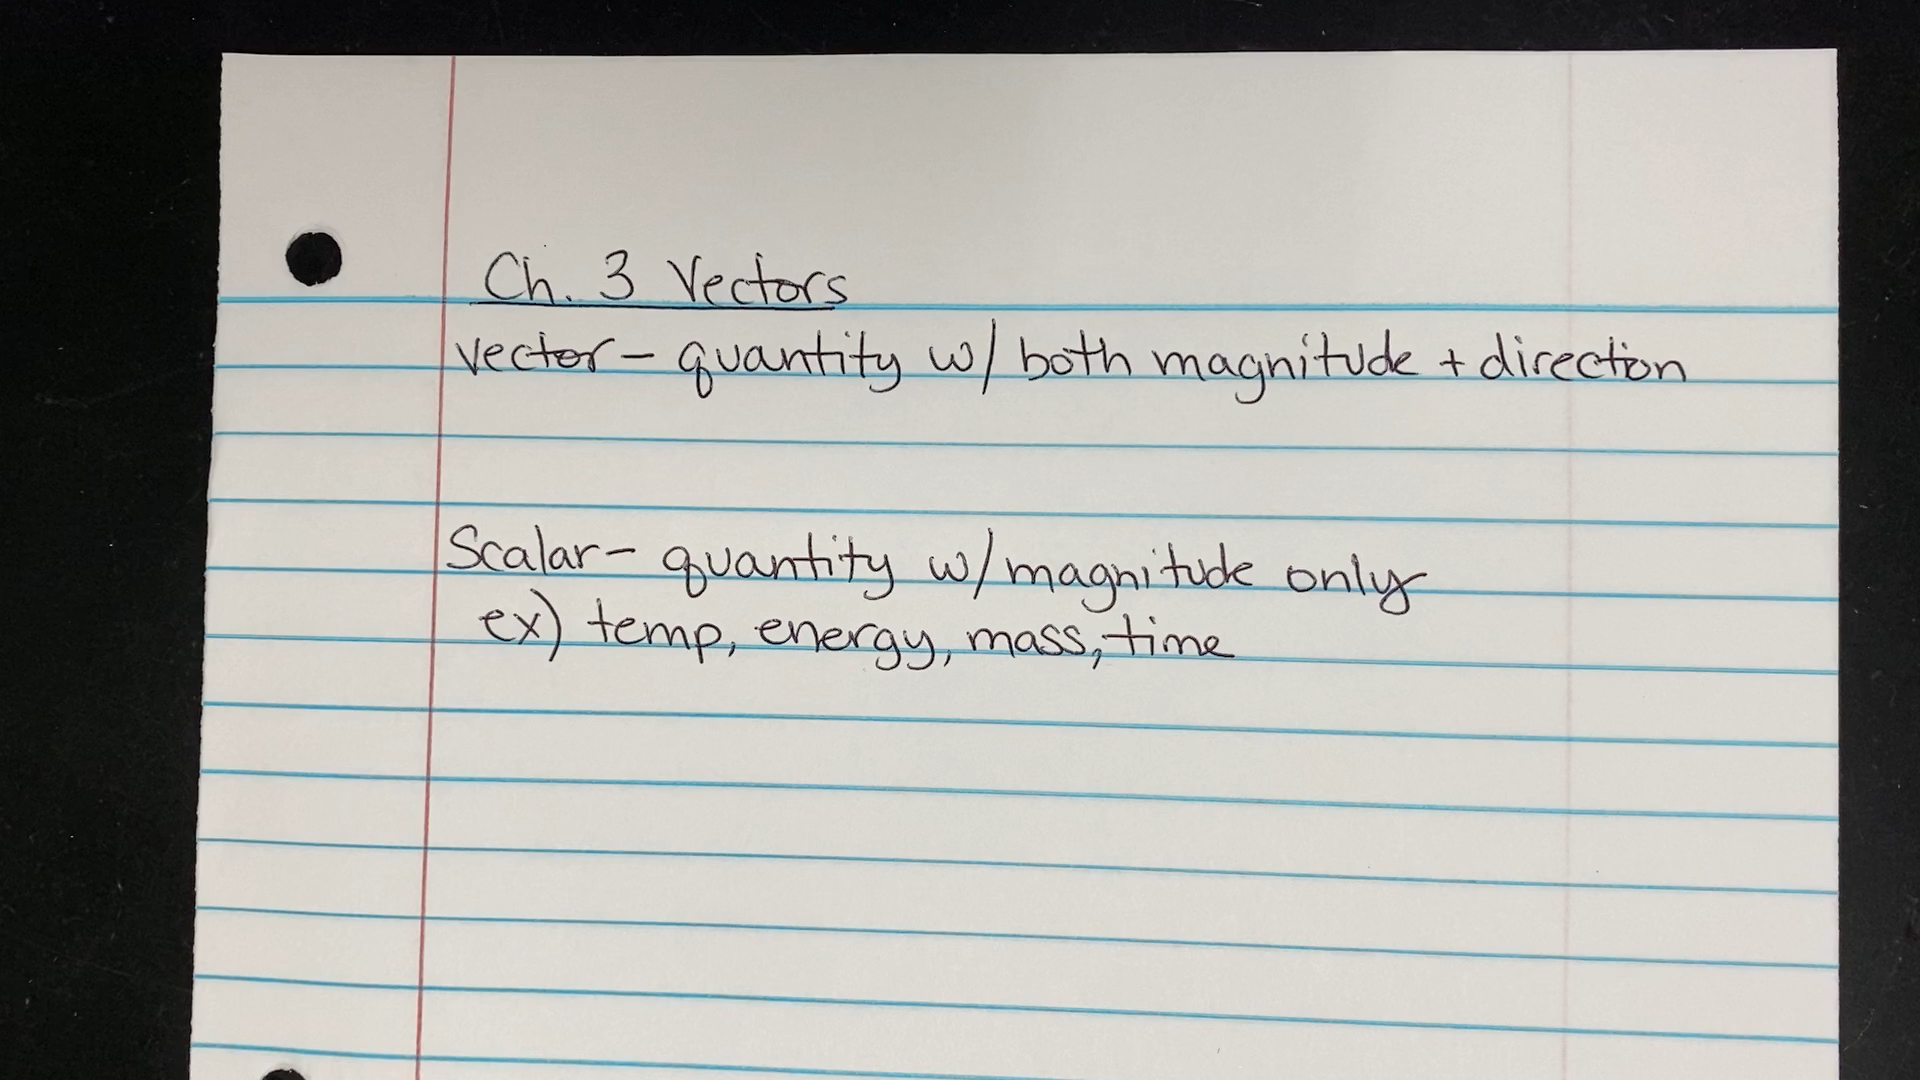 Ch. 3 Vectors
vector - quantity w/ both magnitude + direction
Scalar - quantity w/ magnitude only
ex) temp, energy, mass, time